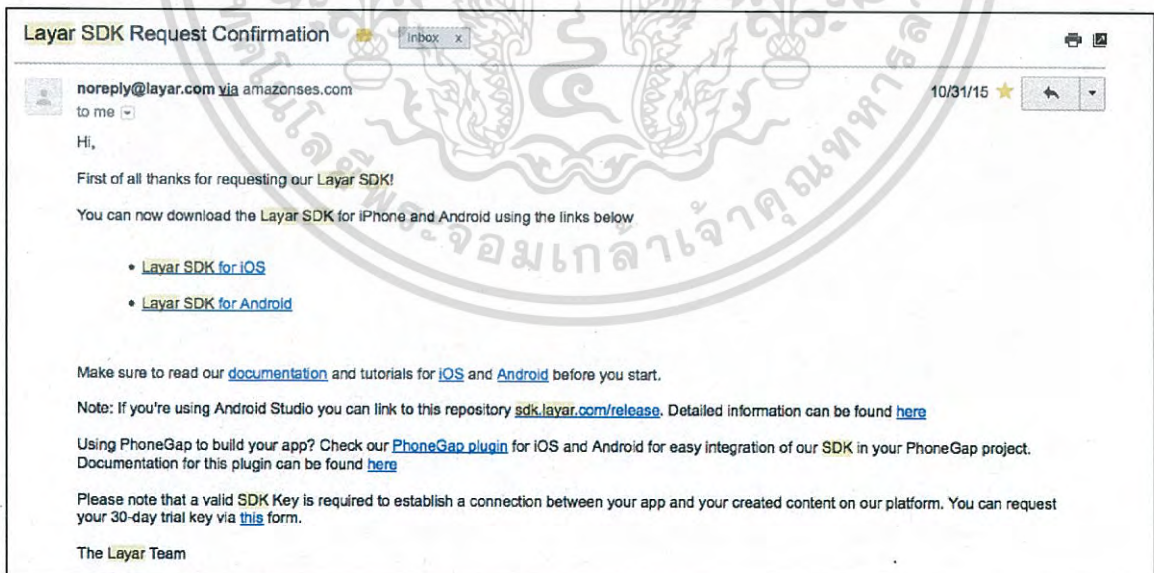 Layar SDK Request Confirmation
Inbox x
noreply@layar.com via amazonses.com
10/31/15
to me
Hi,
First of all thanks for requesting our Layar SDK!
You can now download the Layar SDK for iPhone and Android using the links below
• Layar SDK for iOS
• Layar SDK for Android
Make sure to read our documentation and tutorials for iOS and Android before you start.
Note: If you're using Android Studio you can link to this repository sdk.layar.com/release. Detailed information can be found here
Using PhoneGap to build your app? Check our PhoneGap plugin for iOS and Android for easy integration of our SDK in your PhoneGap project.
Documentation for this plugin can be found here
Please note that a valid SDK Key is required to establish a connection between your app and your created content on our platform. You can request
your 30-day trial key via this form.
The Layar Team